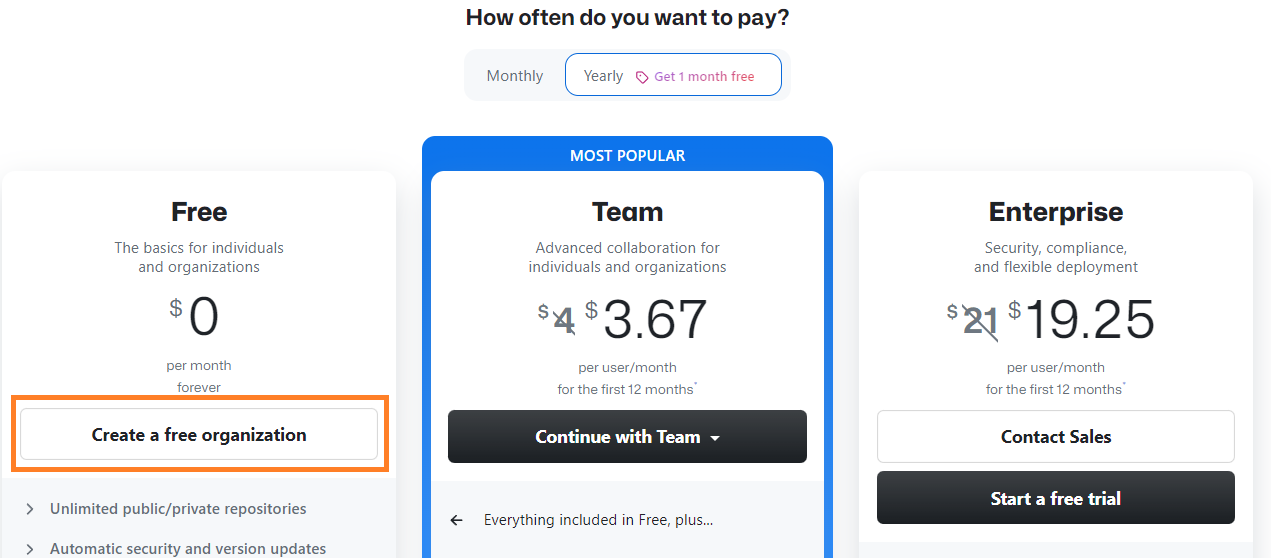 How often do you want to pay?
Monthly
Yearly Get 1 month free
Free
The basics for individuals
and organizations
$0
per month
forever
Create a free organization
Unlimited public/private repositories
Automatic security and version updates
MOST POPULAR
Team
Advanced collaboration for
individuals and organizations
$4 $3.67
per user/month
for the first 12 months*
Continue with Team
Everything included in Free, plus...
Enterprise
Security, compliance,
and flexible deployment
$21 $19.25
per user/month
for the first 12 months*
Contact Sales
Start a free trial